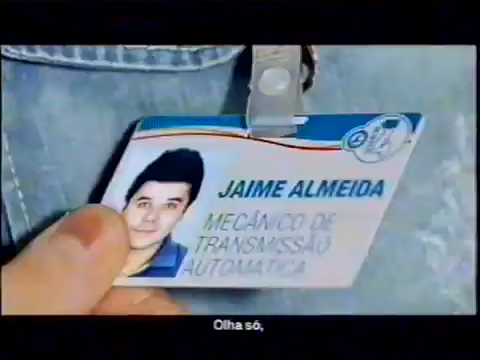 JAIME ALMEIDA
MECÂNICO DE
TRANSMISSÃO
AUTOMÁTICA
Olha só,